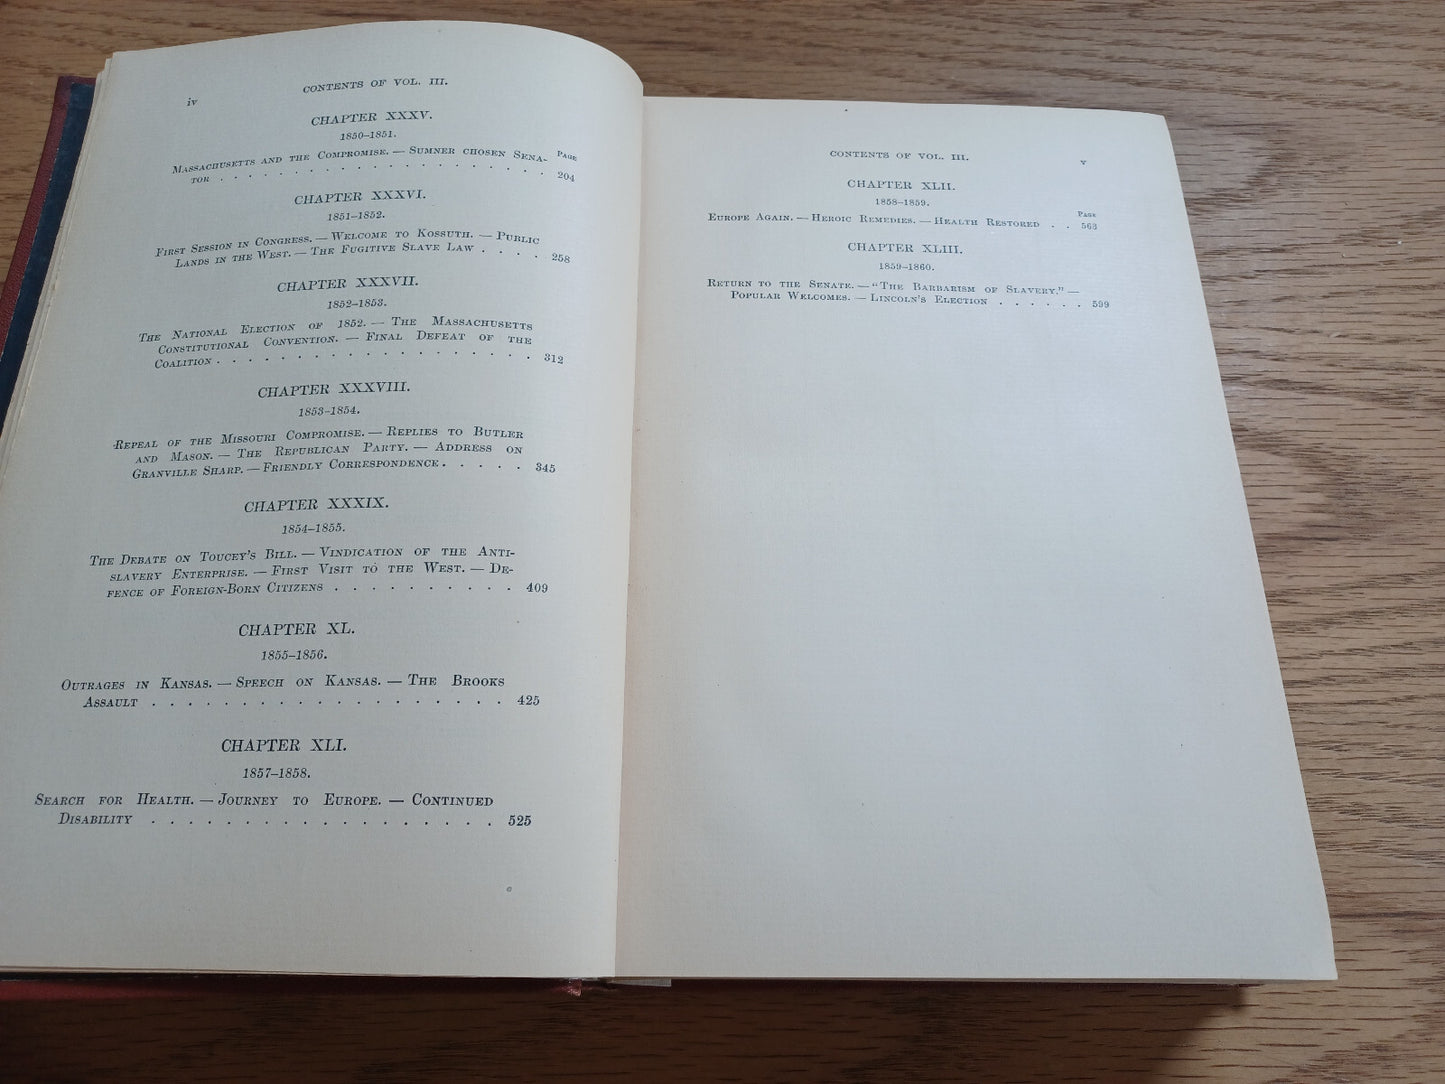 iv
CONTENTS OF VOL. III.
CHAPTER XXXV.
1850–1851.
PAGE
MASSACHUSETTS AND THE COMPROMISE. — SUMNER CHOSEN SENA-
TOR . . . . . . . . . . . . . . . . . . . 204
CHAPTER XXXVI.
1851–1852.
FIRST SESSION IN CONGRESS. — WELCOME TO KOSSUTH. — PUBLIC
LANDS IN THE WEST. — THE FUGITIVE SLAVE LAW . . . . 258
CHAPTER XXXVII.
1852–1853.
THE NATIONAL ELECTION OF 1852. — THE MASSACHUSETTS
CONSTITUTIONAL CONVENTION. — FINAL DEFEAT OF THE
COALITION . . . . . . . . . . . . . . . . . . . 312
CHAPTER XXXVIII.
1853–1854.
REPEAL OF THE MISSOURI COMPROMISE. — REPLIES TO BUTLER
AND MASON. — THE REPUBLICAN PARTY. — ADDRESS ON
GRANVILLE SHARP. — FRIENDLY CORRESPONDENCE . . . . . 345
CHAPTER XXXIX.
1854–1855.
THE DEBATE ON TOUCEY'S BILL. — VINDICATION OF THE ANTI-
SLAVERY ENTERPRISE. — FIRST VISIT TO THE WEST. — DE-
FENCE OF FOREIGN-BORN CITIZENS . . . . . . . . . . 409
CHAPTER XL.
1855–1856.
OUTRAGES IN KANSAS. — SPEECH ON KANSAS. — THE BROOKS
ASSAULT . . . . . . . . . . . . . . . . . 425
CHAPTER XLI.
1857–1858.
SEARCH FOR HEALTH. — JOURNEY TO EUROPE. — CONTINUED
DISABILITY . . . . . . . . . . . . . . . . . 525
CONTENTS OF VOL. III.
v
CHAPTER XLII.
1858–1859.
PAGE
EUROPE AGAIN. — HEROIC REMEDIES. — HEALTH RESTORED . . 563
CHAPTER XLIII.
1859–1860.
RETURN TO THE SENATE. — "THE BARBARISM OF SLAVERY." —
POPULAR WELCOMES. — LINCOLN'S ELECTION . . . . . . 599